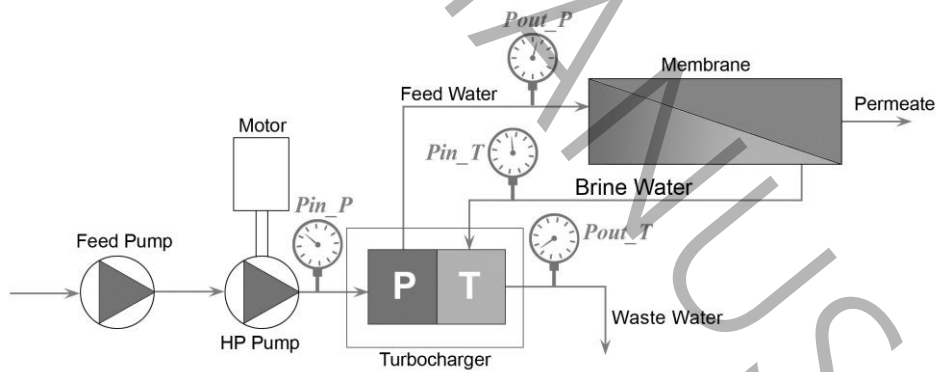 Pout_P
Membrane
Feed Water
Permeate
Motor
Pin_T
Brine Water
Pin_P
Pout_T
Feed Pump
P T
HP Pump
Waste Water
Turbocharger